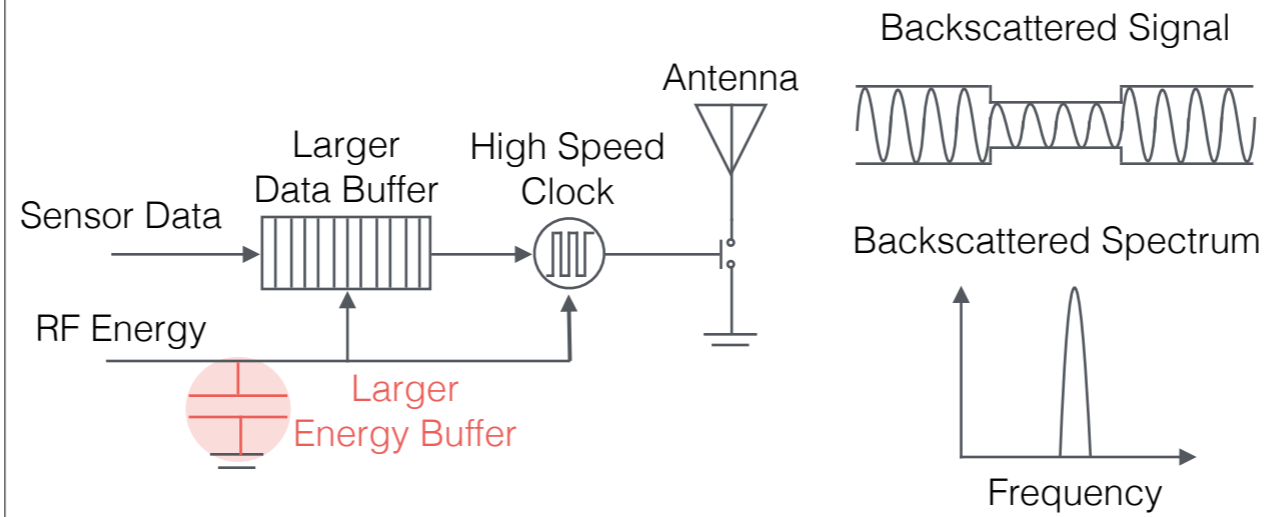 Backscattered Signal
Antenna
Larger
Data Buffer
High Speed
Clock
Sensor Data
Backscattered Spectrum
RF Energy
Larger
Energy Buffer
Frequency